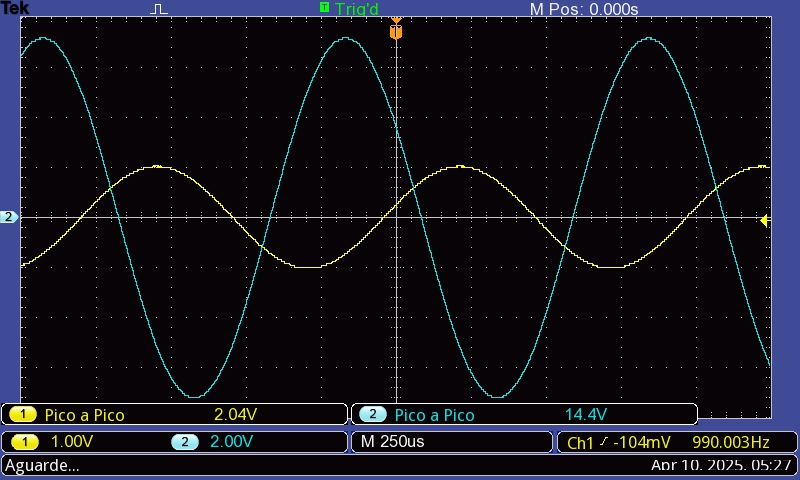 Tek T Trig'd M Pos: 0.000s
T
2
1 Pico a Pico 2.04V 2 Pico a Pico 14.4V
1 1.00V 2 2.00V M 250us Ch1 -104mV 990.003Hz
Aguarde... Apr 10, 2025, 05:27